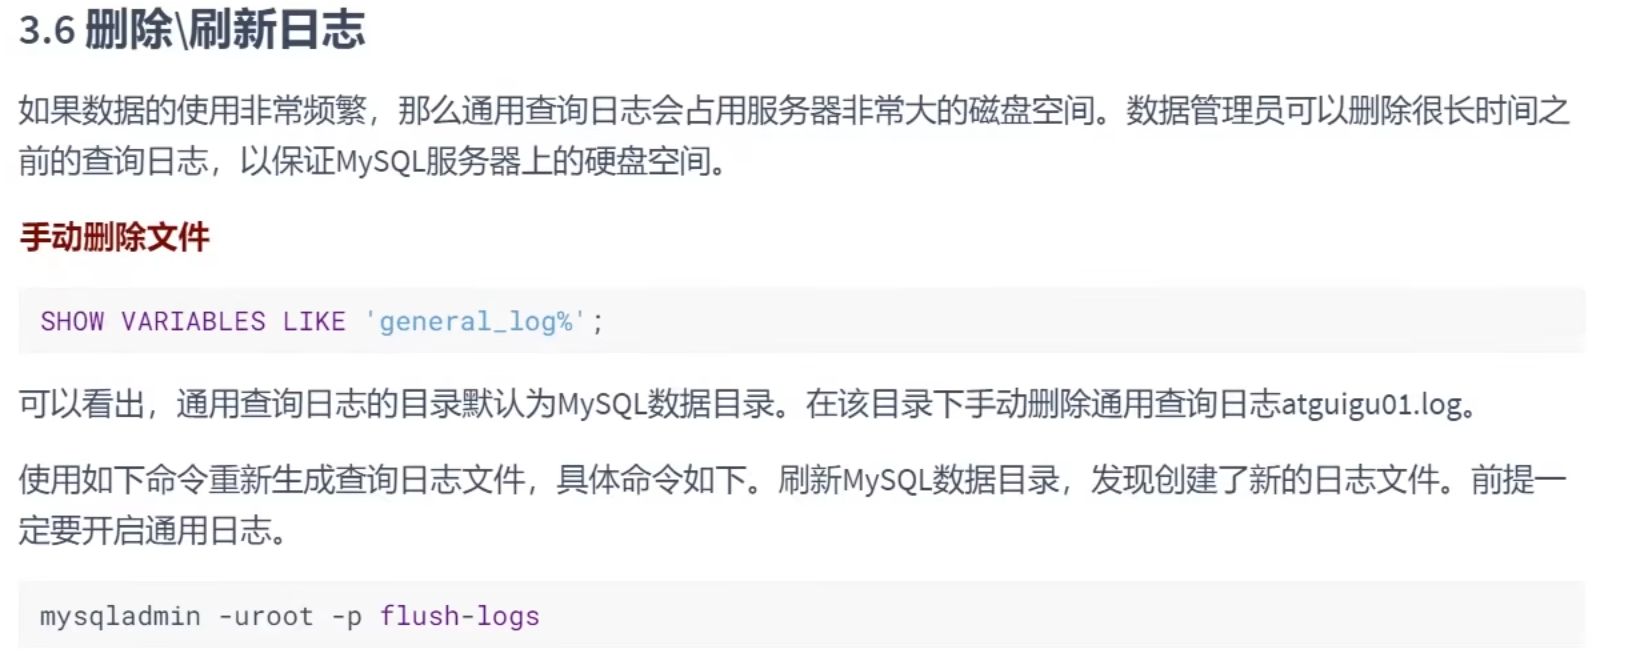 3.6 删除\刷新日志
如果数据的使用非常频繁，那么通用查询日志会占用服务器非常大的磁盘空间。数据管理员可以删除很长时间之
前的查询日志，以保证MySQL服务器上的硬盘空间。
手动删除文件
SHOW VARIABLES LIKE 'general_log%';
可以看出，通用查询日志的目录默认为MySQL数据目录。在该目录下手动删除通用查询日志atguigu01.log。
使用如下命令重新生成查询日志文件，具体命令如下。刷新MySQL数据目录，发现创建了新的日志文件。前提一
定要开启通用日志。
mysqladmin -uroot -p flush-logs